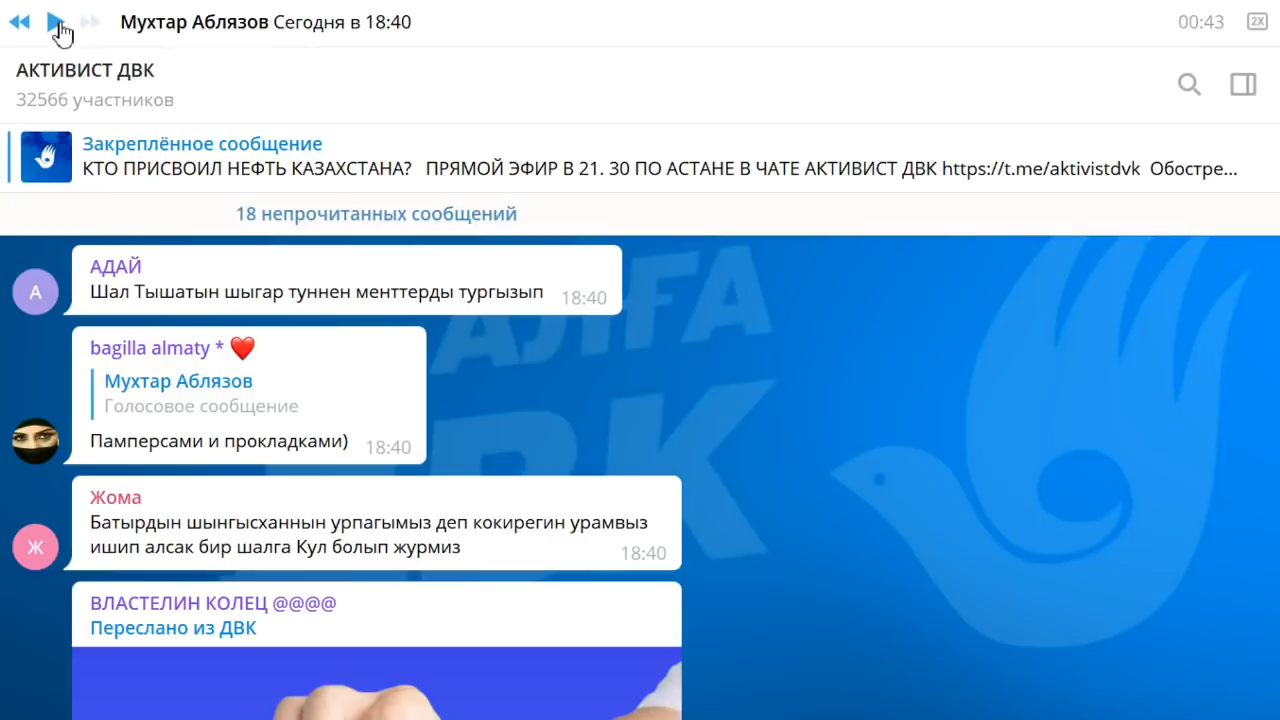 Мухтар Аблязов Сегодня в 18:40
00:43
2X
АКТИВИСТ ДВК
32566 участников
Закреплённое сообщение
КТО ПРИСВОИЛ НЕФТЬ КАЗАХСТАНА? ПРЯМОЙ ЭФИР В 21. 30 ПО АСТАНЕ В ЧАТЕ АКТИВИСТ ДВК https://t.me/aktivistdvk Обостре...
18 непрочитанных сообщений
АЛҒА
ДВК
АДАЙ
А
Шал Тышатын шыгар туннен менттерды тургызып 18:40
bagilla almaty * ❤️
Мухтар Аблязов
Голосовое сообщение
Памперсами и прокладками) 18:40
Жома
Ж
Батырдын шынгысханнын урпагымыз деп кокирегин урамвыз
ишип алсак бир шалга Кул болып журмиз 18:40
ВЛАСТЕЛИН КОЛЕЦ @@@@
Переслано из ДВК